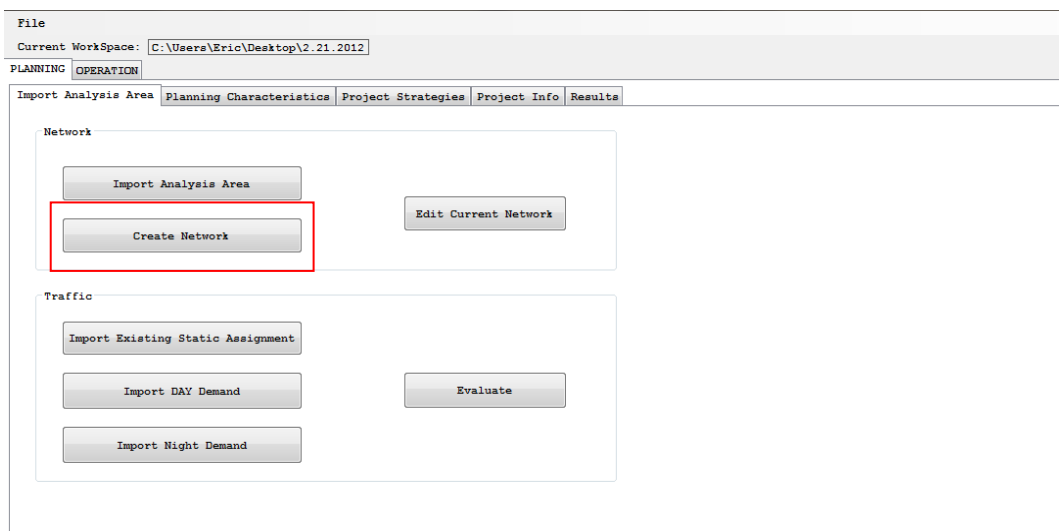 File
Current WorkSpace: C:\Users\Eric\Desktop\2.21.2012
PLANNING OPERATION
Import Analysis Area Planning Characteristics Project Strategies Project Info Results
Network
Import Analysis Area
Edit Current Network
Create Network
Traffic
Import Existing Static Assignment
Import DAY Demand
Evaluate
Import Night Demand